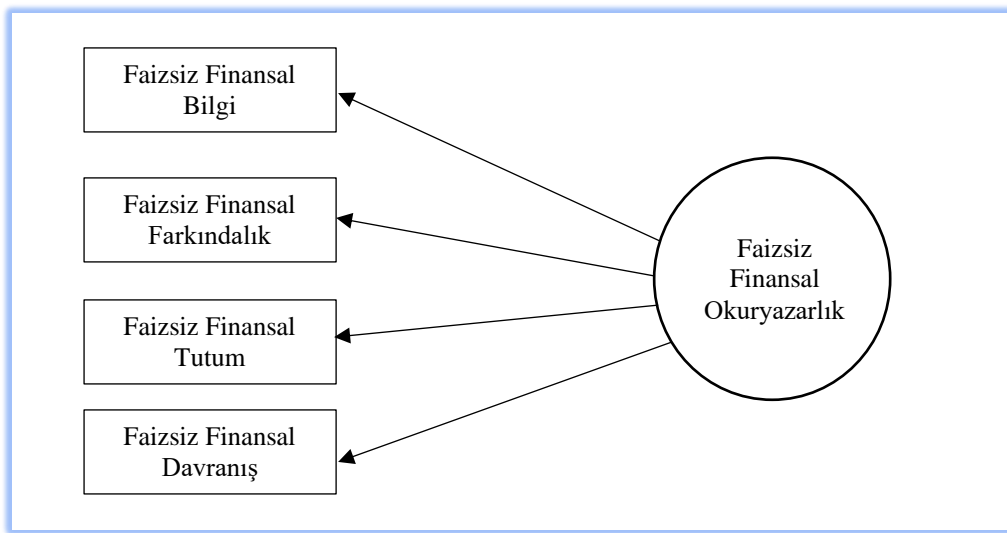 Faizsiz Finansal
Bilgi
Faizsiz Finansal
Farkındalık
Faizsiz Finansal
Tutum
Faizsiz Finansal
Davranış
Faizsiz
Finansal
Okuryazarlık